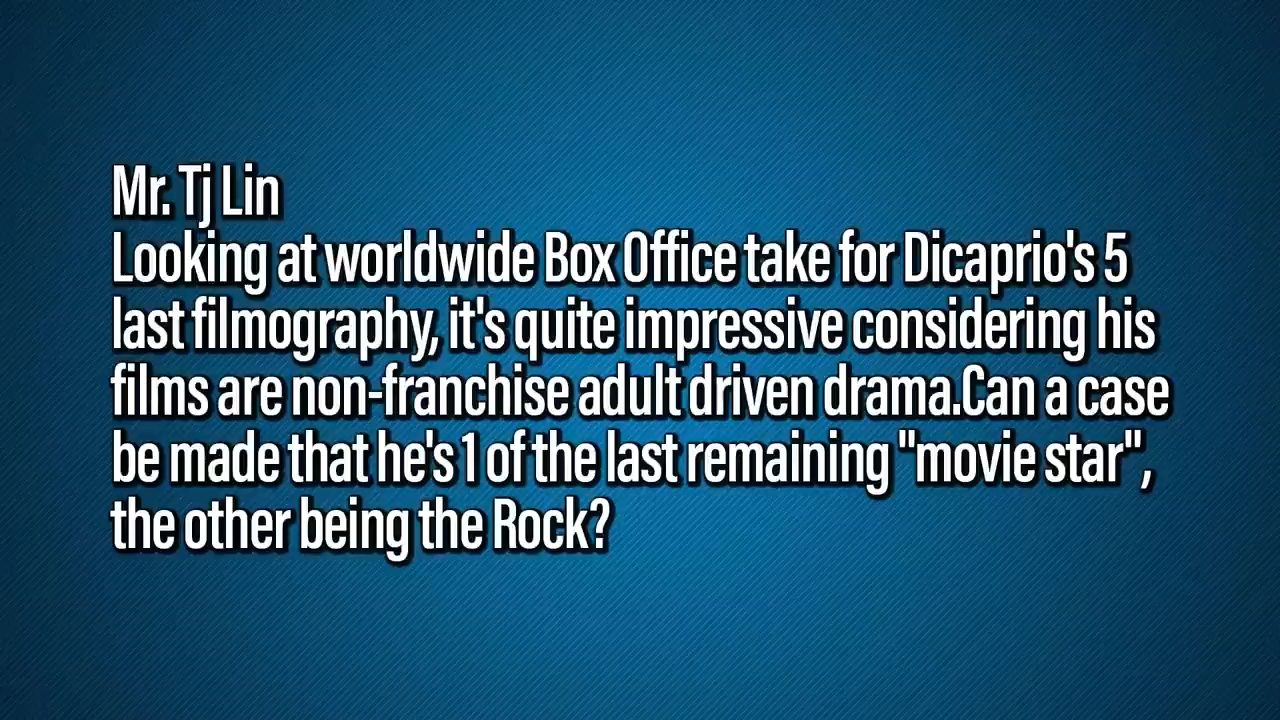 Mr. Tj Lin
Looking at worldwide Box Office take for Dicaprio's 5
last filmography, it's quite impressive considering his
films are non-franchise adult driven drama.Can a case
be made that he's 1 of the last remaining "movie star",
the other being the Rock?